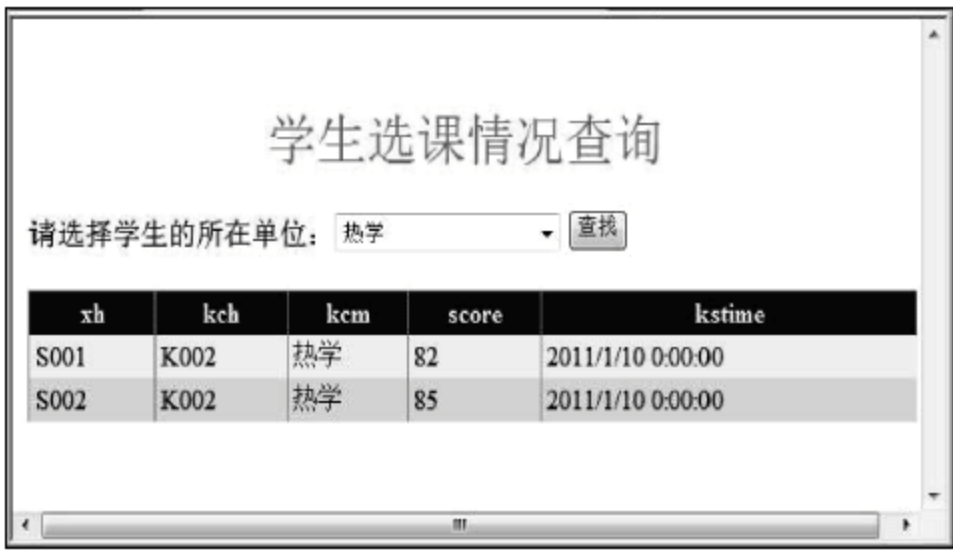 学生选课情况查询
请选择学生的所在单位: 热学 查找
xh kch kcm score kstime
S001 K002 热学 82 2011/1/10 0:00:00
S002 K002 热学 85 2011/1/10 0:00:00